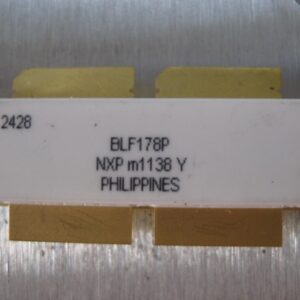 2428
BLF178P
NXP m1138 Y
PHILIPPINES